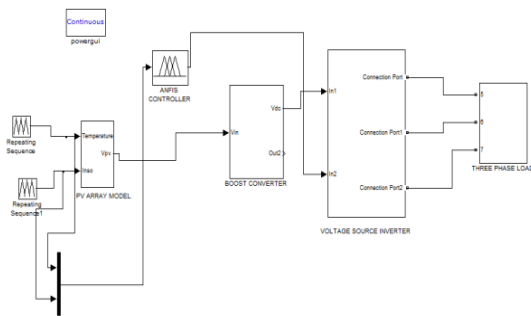 Continuous
powergui
ANFIS
CONTROLLER
Repeating
Sequence
Temperature
Vpv
Inso
PV ARRAY MODEL
Repeating
Sequence1
Vin
Vdc
Out2
BOOST CONVERTER
In1
In2
Connection Port
Connection Port1
Connection Port2
VOLTAGE SOURCE INVERTER
5
6
7
THREE PHASE LOAD